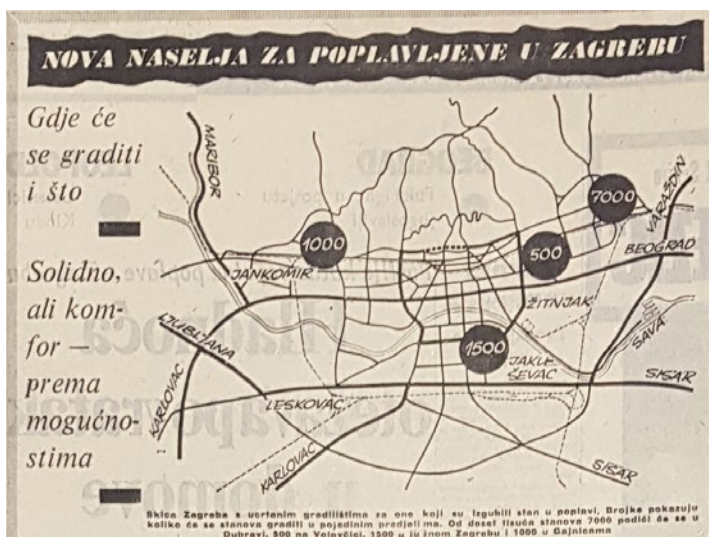 NOVA NASELJA ZA POPLAVLJENE U ZAGREBU
Gdje će
se graditi
i što
Solidno,
ali kom-
for —
prema
mogućno-
stima
MARIBOR
1000
7000
500
1500
VARAŽDIN
BEOGRAD
JANKOMIR
ŽITNJAK
LJUBLJANA
SAVA
JAKU-
ŠEVAC
SISAK
KARLOVAC
LESKOVAC
KARLOVAC
SISAK
Skica Zagreba s ucrtanim gradilištima za one koji su izgubili stan u poplavi. Brojke pokazuju
koliko će se stanova graditi u pojedinim predjelima. Od deset tisuća stanova 7000 podići će se u
Dubravi, 500 na Volovčici, 1500 u južnom Zagrebu i 1000 u Gajnicama